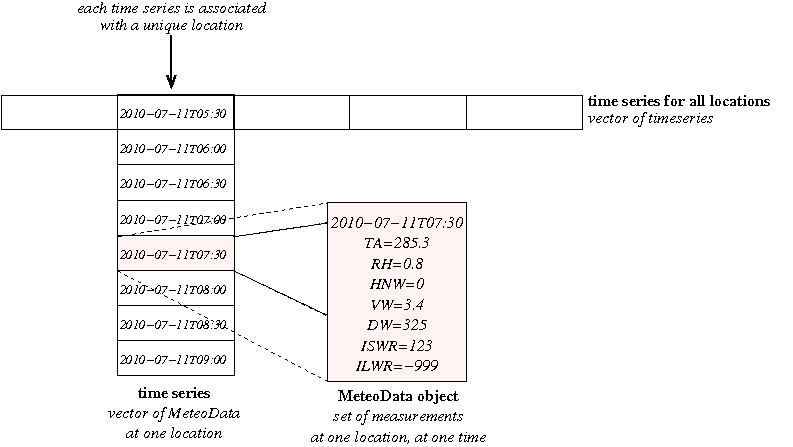 each time series is associated
with a unique location
2010−07−11T05:30
time series for all locations
vector of timeseries
2010−07−11T06:00
2010−07−11T06:30
2010−07−11T07:00
2010−07−11T07:30
2010−07−11T08:00
2010−07−11T08:30
2010−07−11T09:00
time series
vector of MeteoData
at one location
2010−07−11T07:30
TA=285.3
RH=0.8
HNW=0
VW=3.4
DW=325
ISWR=123
ILWR=−999
MeteoData object
set of measurements
at one location, at one time